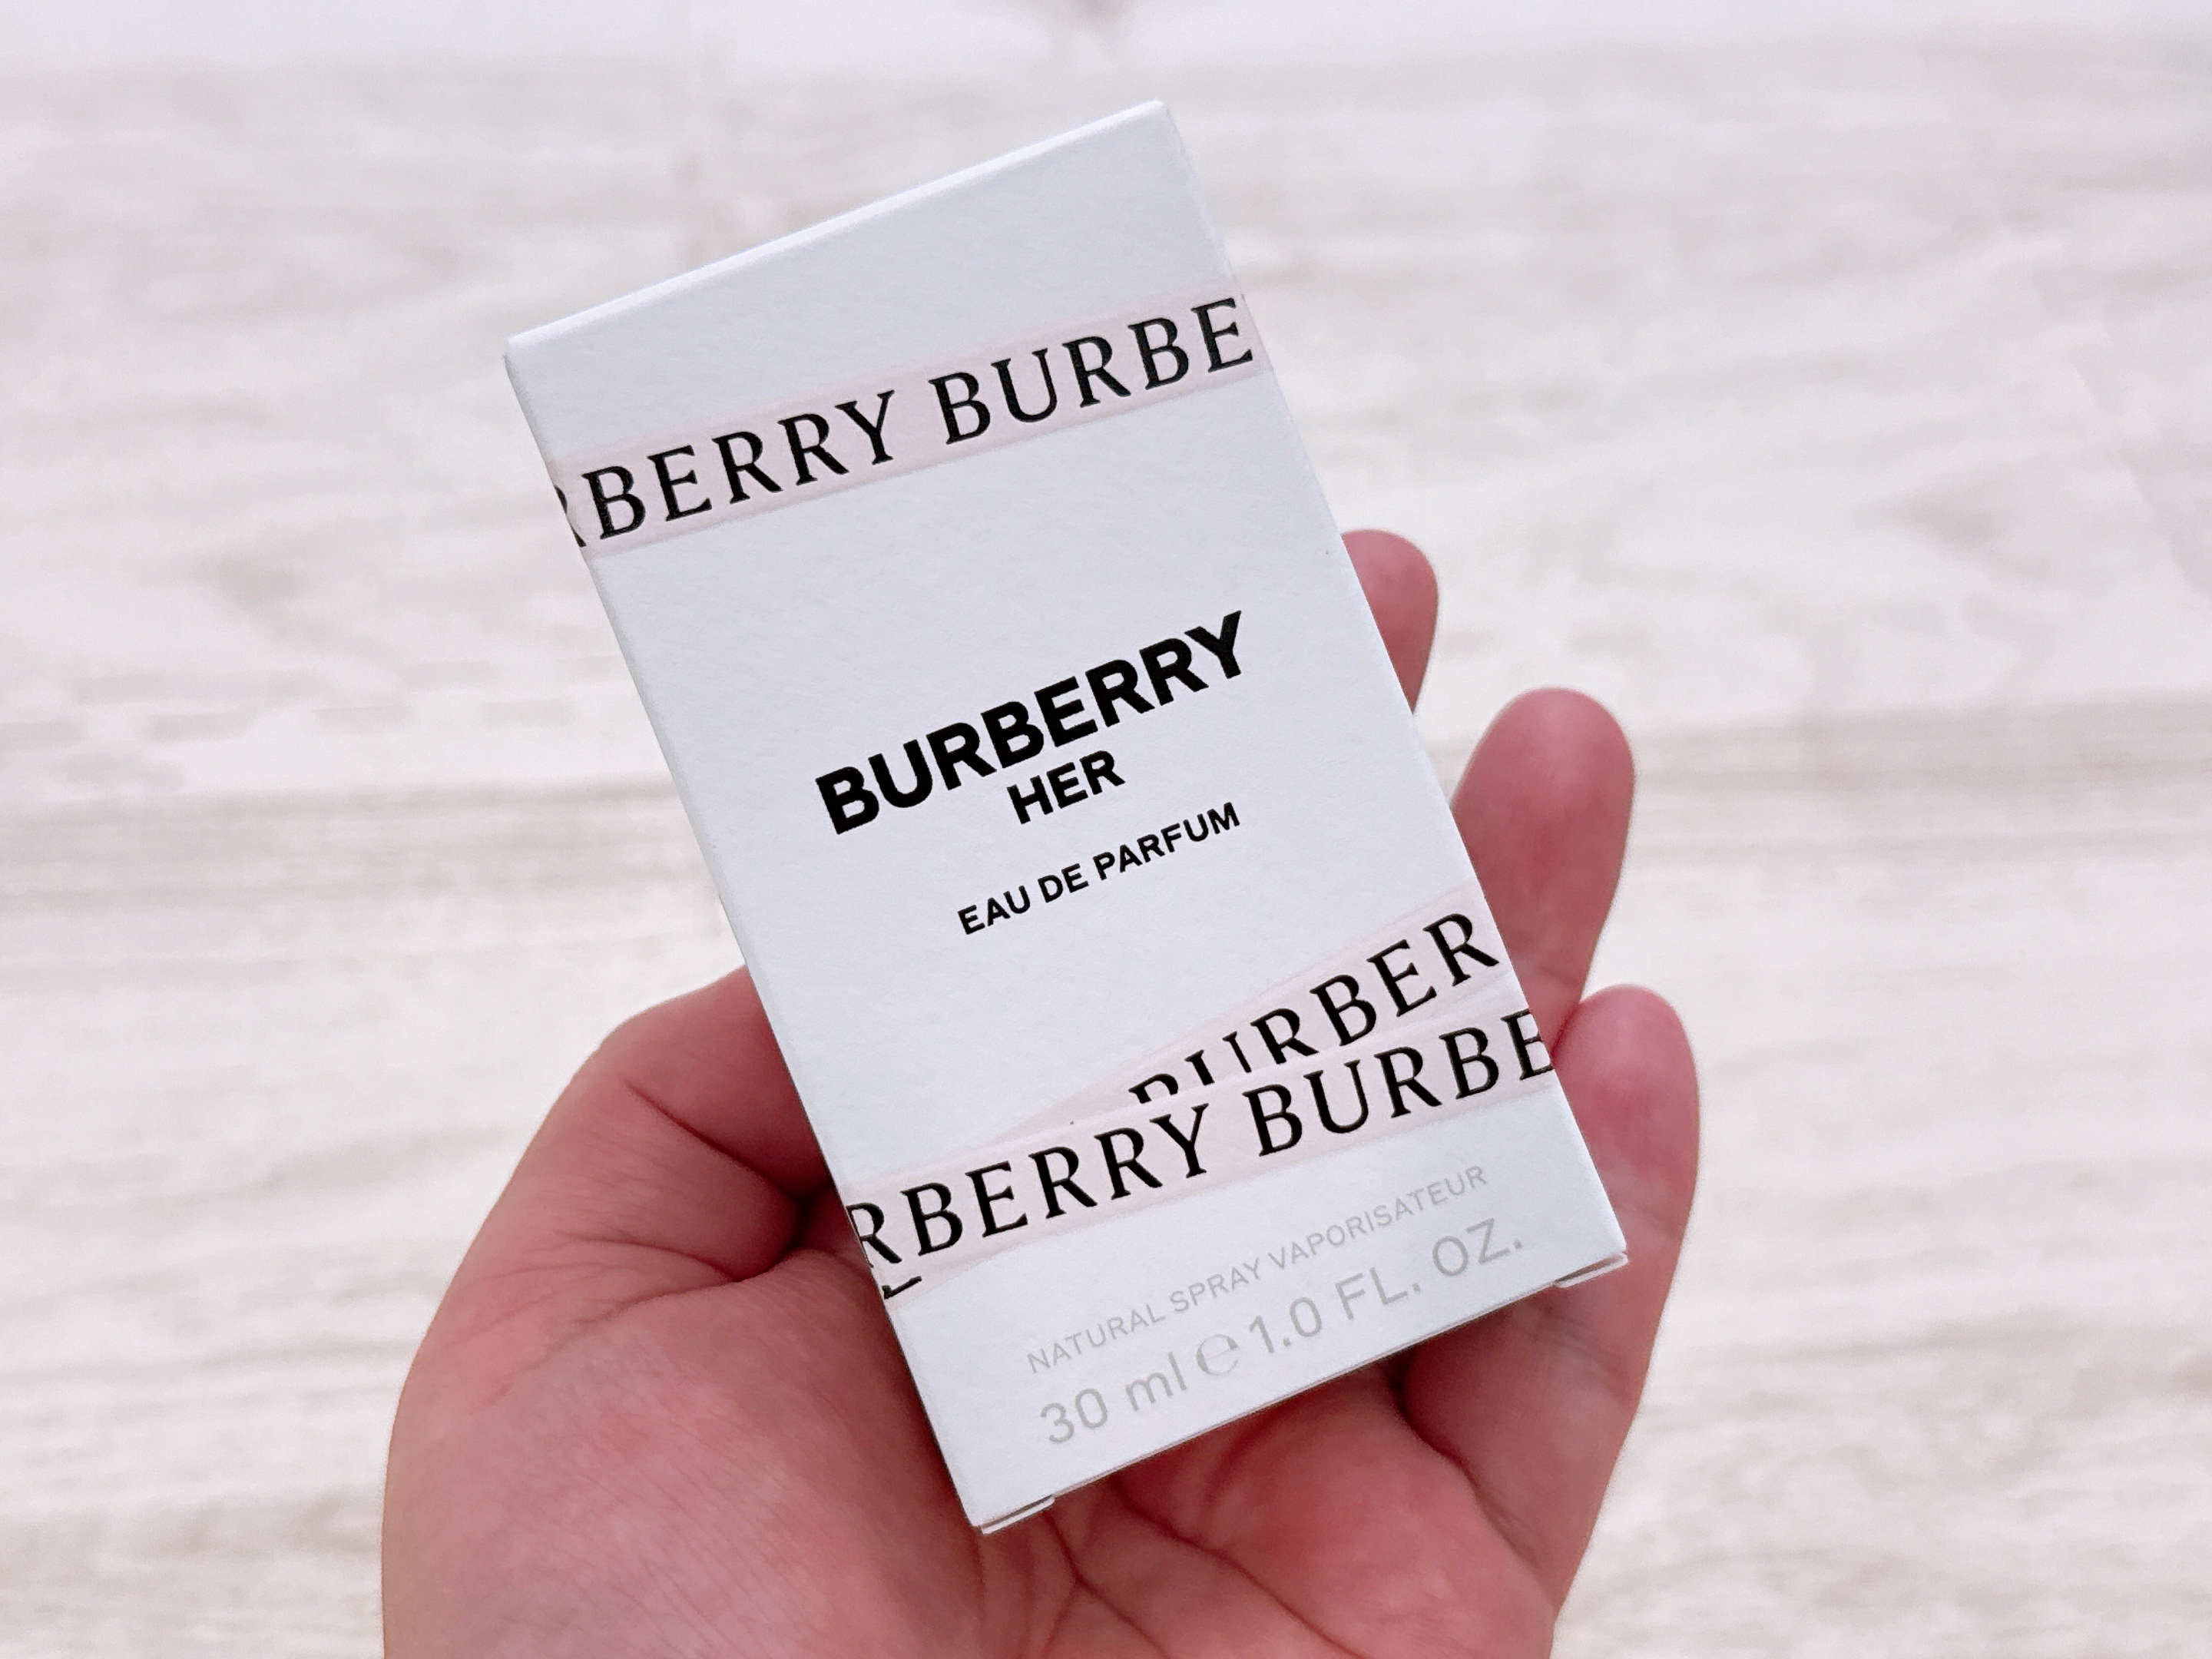 RBERRY BURBE
BURBERRY
HER
EAU DE PARFUM
BURBER
RBERRY BURBE
NATURAL SPRAY VAPORISATEUR
30 ml ℮ 1.0 FL. OZ.